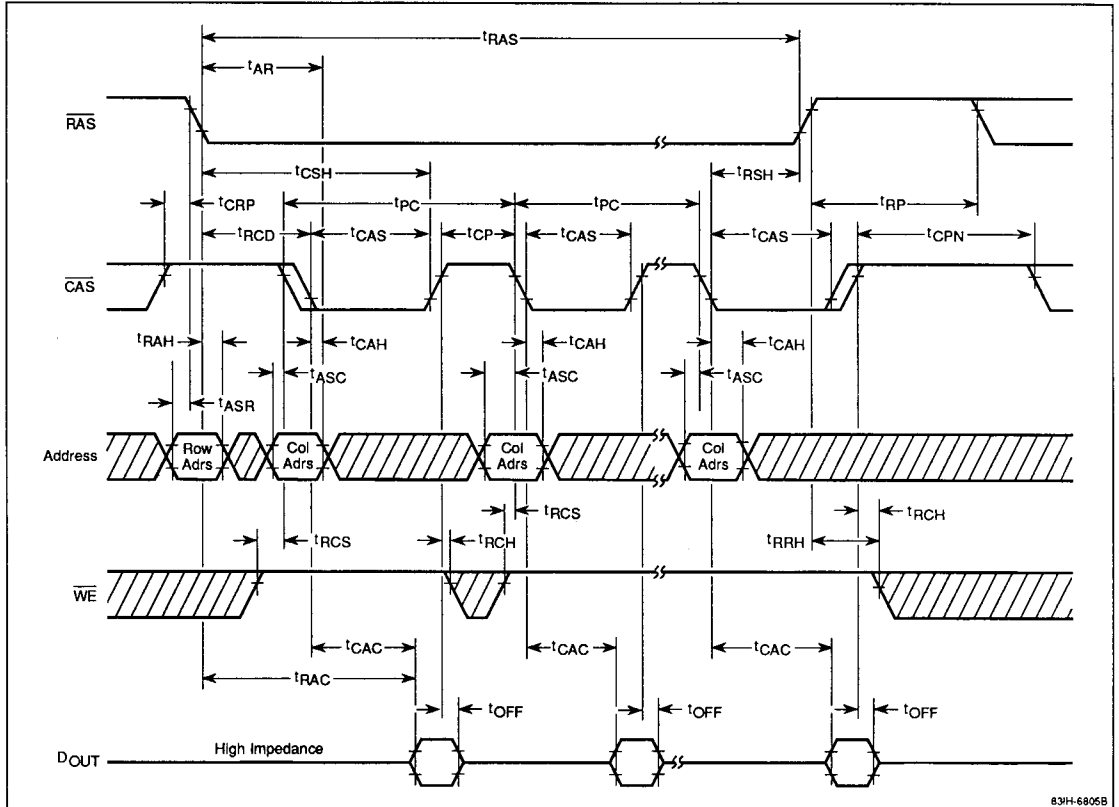 tRAS
tAR
RAS
tCSH
tRSH
tCRP
tPC
tPC
tRP
tRCD
tCAS
tCP
tCAS
tCAS
tCPN
CAS
tRAH
tCAH
tCAH
tCAH
tASC
tASC
tASC
tASR
Address
Row Adrs
Col Adrs
Col Adrs
Col Adrs
tRCS
tRCH
tRCS
tRCH
tRRH
WE
tCAC
tCAC
tCAC
tRAC
tOFF
tOFF
tOFF
High Impedance
DOUT
83IH-6805B